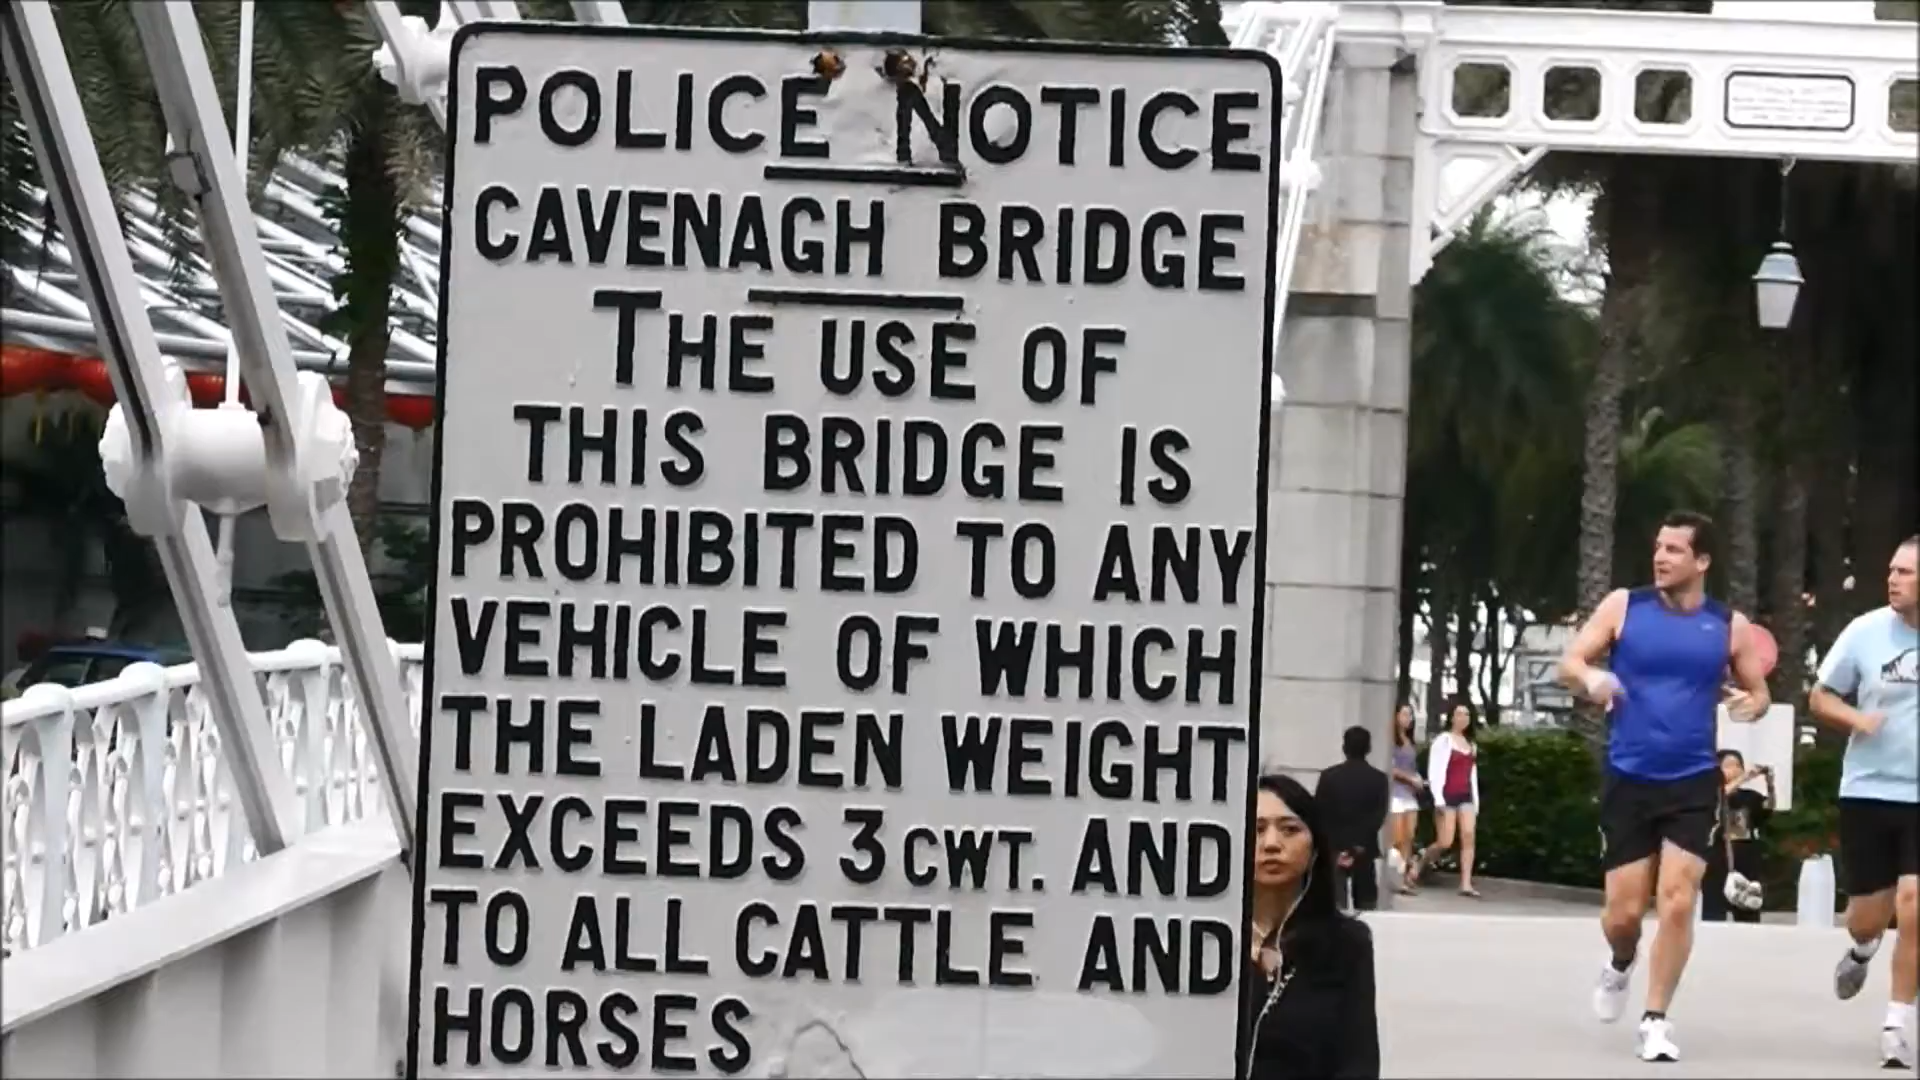 POLICE NOTICE
CAVENAGH BRIDGE
THE USE OF
THIS BRIDGE IS
PROHIBITED TO ANY
VEHICLE OF WHICH
THE LADEN WEIGHT
EXCEEDS 3 CWT. AND
TO ALL CATTLE AND
HORSES